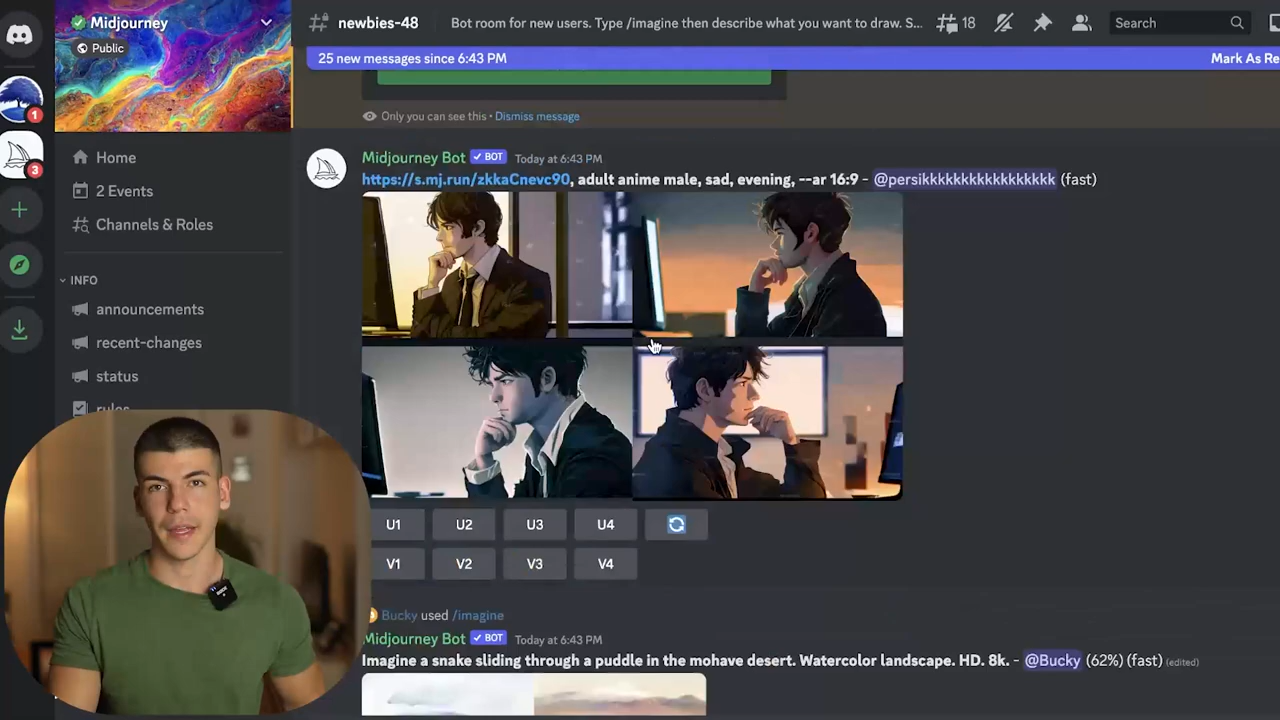 Midjourney
Public
newbies-48
Bot room for new users. Type /imagine then describe what you want to draw. S...
18
Search
25 new messages since 6:43 PM
Mark As Re
Only you can see this • Dismiss message
1
3
Home
2 Events
Channels & Roles
INFO
announcements
recent-changes
status
rules
Midjourney Bot ✓ BOT Today at 6:43 PM
https://s.mj.run/zkkaCnevc90, adult anime male, sad, evening, --ar 16:9 - @persikkkkkkkkkkkkkkkkk (fast)
U1 U2 U3 U4
V1 V2 V3 V4
Bucky used /imagine
Midjourney Bot ✓ BOT Today at 6:43 PM
Imagine a snake sliding through a puddle in the mohave desert. Watercolor landscape. HD. 8k. - @Bucky (62%) (fast) (edited)